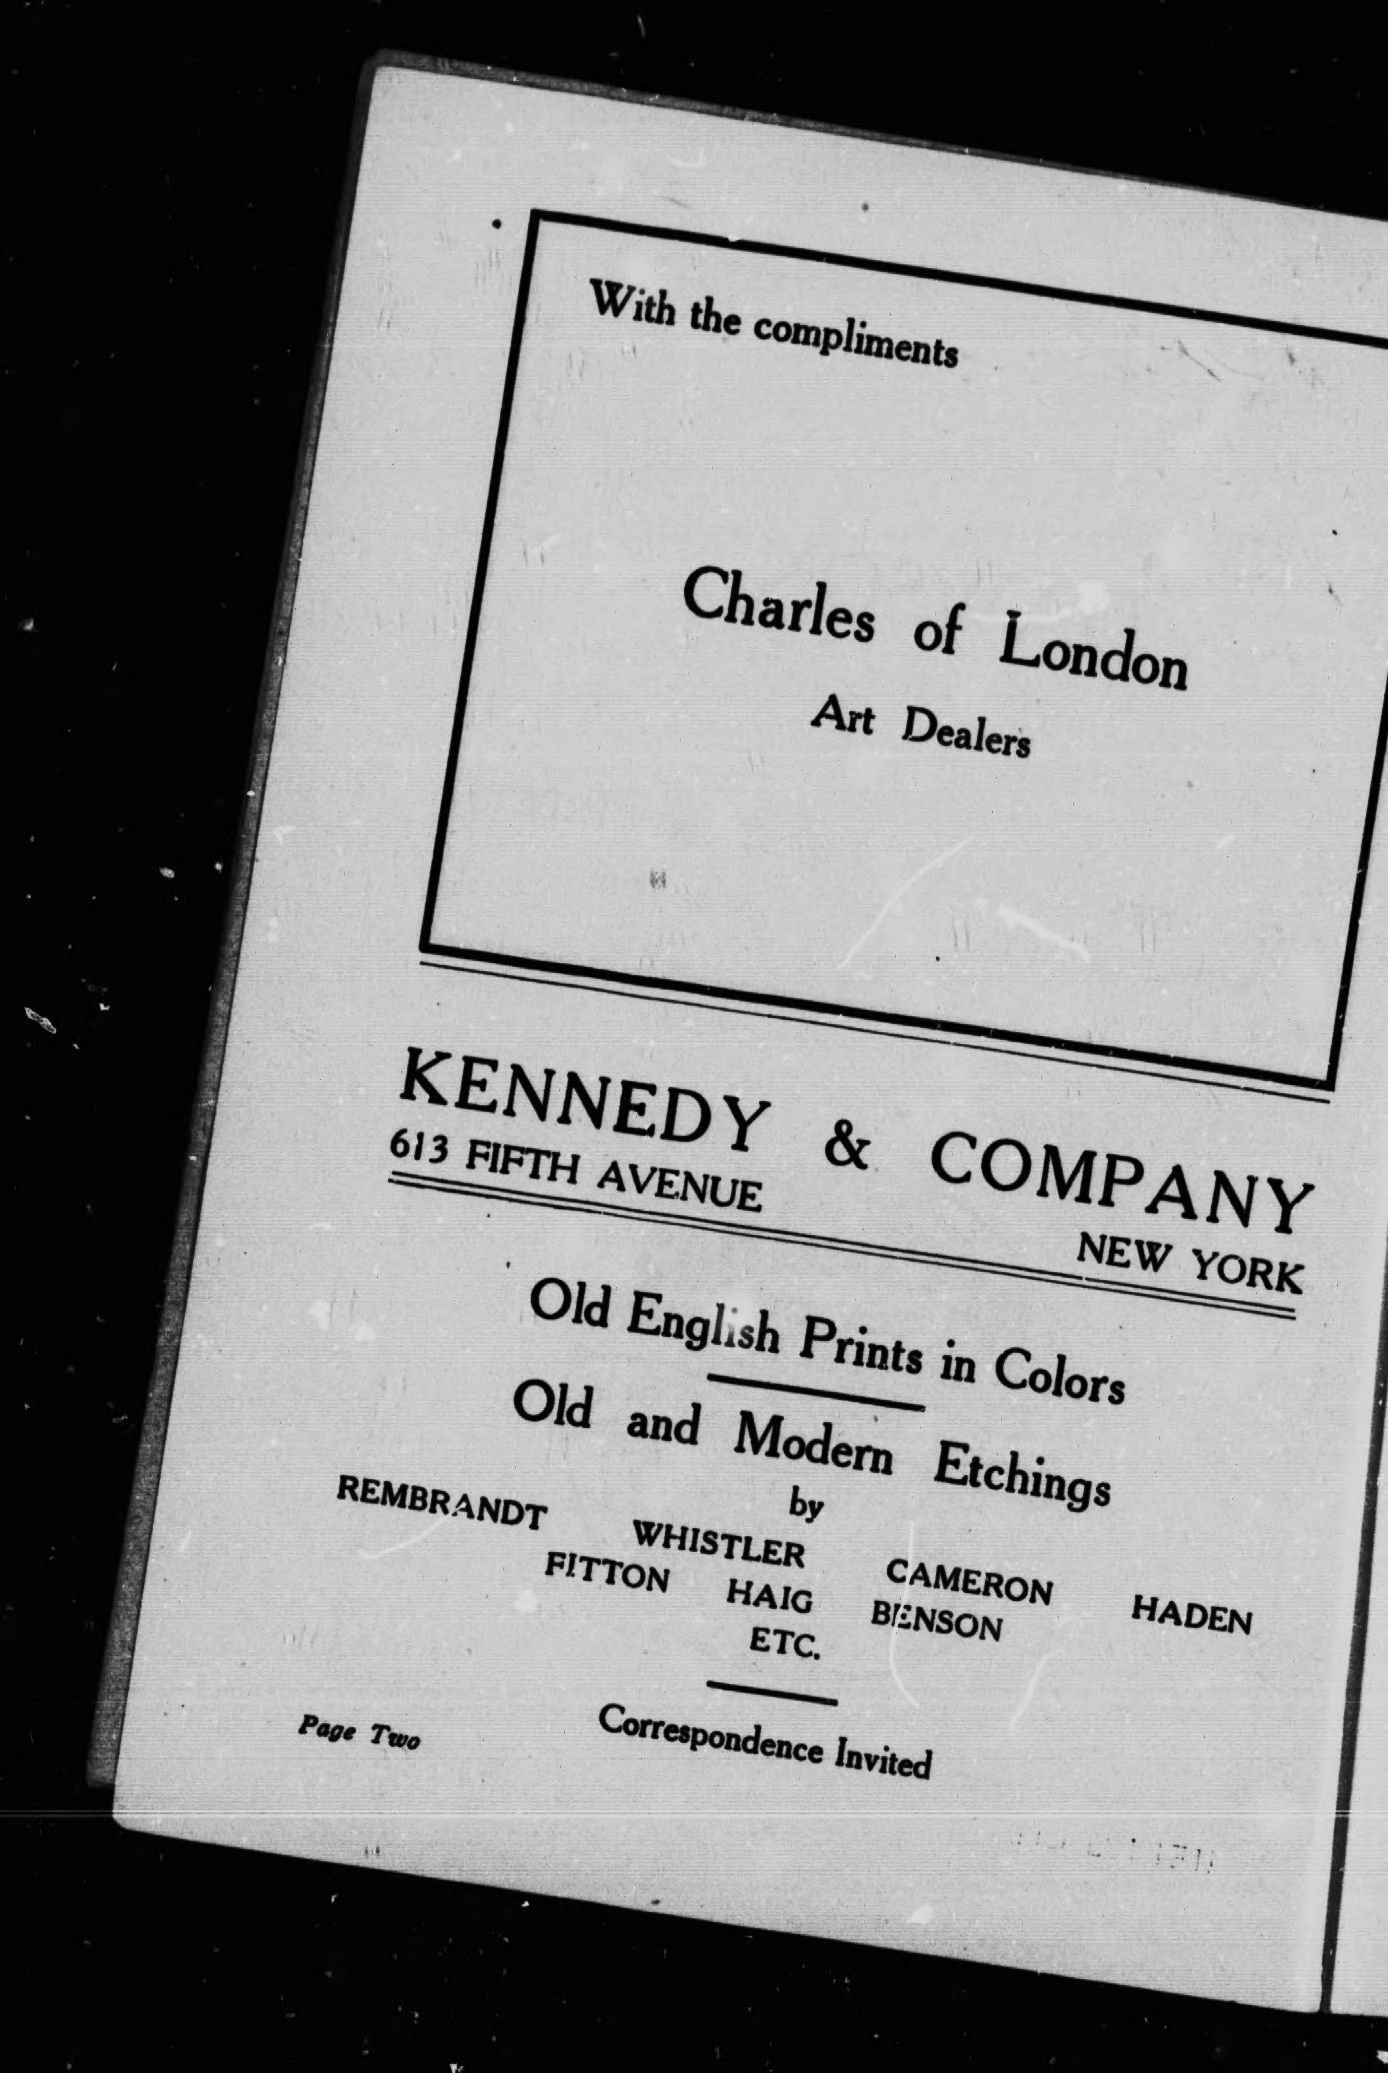 With the compliments
Charles of London
Art Dealers
KENNEDY & COMPANY
613 FIFTH AVENUE
NEW YORK
Old English Prints in Colors
Old and Modern Etchings
by
REMBRANDT WHISTLER CAMERON HADEN
FITTON HAIG BENSON
ETC.
Correspondence Invited
Page Two